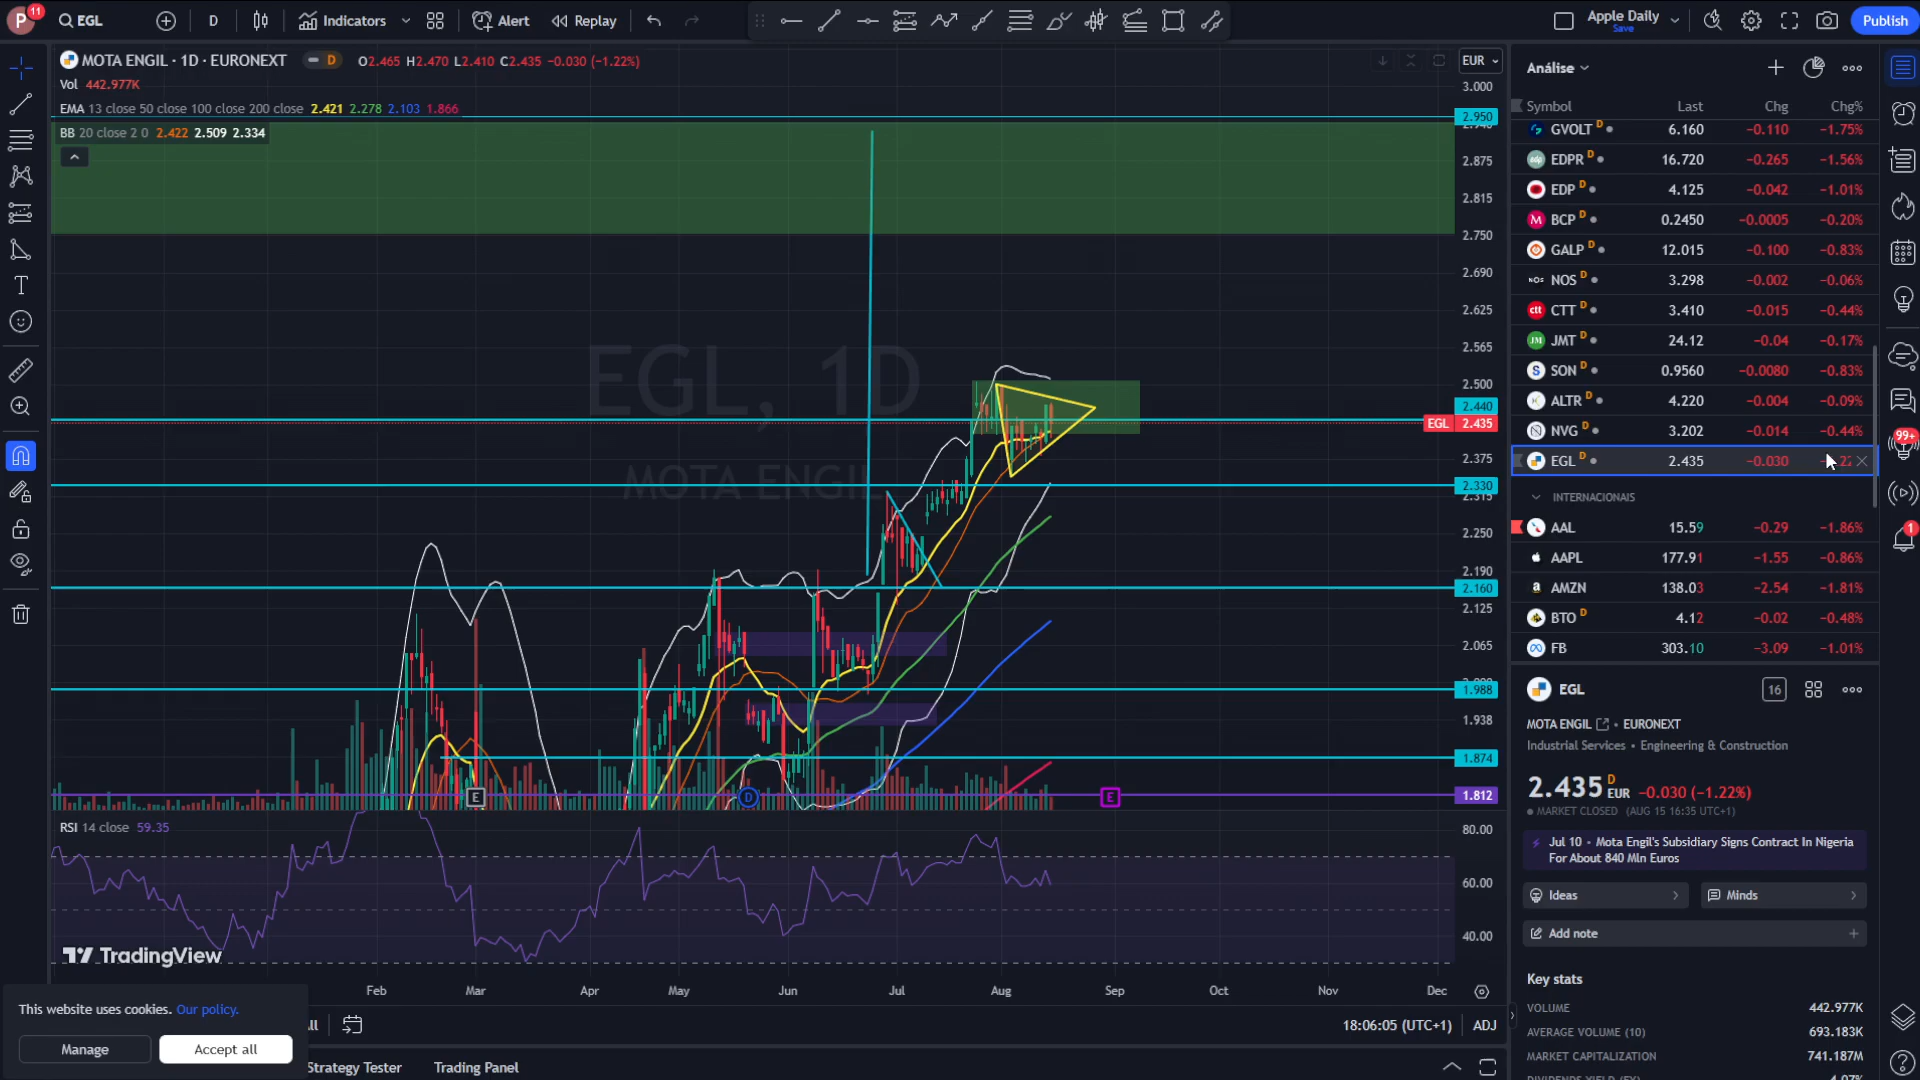 P 11 EGL D Indicators Alert Replay Apple Daily Save Publish
MOTA ENGIL · 1D · EURONEXT D O2.465 H2.470 L2.410 C2.435 -0.030 (-1.22%)
Vol 442.977K
EMA 13 close 50 close 100 close 200 close 2.421 2.278 2.103 1.866
BB 20 close 2 0 2.422 2.509 2.334
EGL, 1D
MOTA ENGIL
EUR
3.000
2.950
2.875
2.815
2.750
2.690
2.625
2.565
2.500
2.440
EGL 2.435
2.375
2.330
2.315
2.250
2.190
2.160
2.125
2.065
1.988
1.938
1.874
1.812
E D E
RSI 14 close 59.35
80.00
60.00
40.00
TradingView
Feb Mar Apr May Jun Jul Aug Sep Oct Nov Dec
This website uses cookies. Our policy.
Manage Accept all
18:06:05 (UTC+1) ADJ
Strategy Tester Trading Panel
Análise
Symbol Last Chg Chg%
GVOLT D 6.160 -0.110 -1.75%
EDPR D 16.720 -0.265 -1.56%
EDP D 4.125 -0.042 -1.01%
BCP D 0.2450 -0.0005 -0.20%
GALP D 12.015 -0.100 -0.83%
NOS NOS D 3.298 -0.002 -0.06%
ctt CTT D 3.410 -0.015 -0.44%
JM JMT D 24.12 -0.04 -0.17%
S SON D 0.9560 -0.0080 -0.83%
ALTR D 4.220 -0.004 -0.09%
NVG D 3.202 -0.014 -0.44%
EGL D 2.435 -0.030
INTERNACIONAIS
AAL 15.59 -0.29 -1.86%
AAPL 177.91 -1.55 -0.86%
AMZN 138.03 -2.54 -1.81%
BTO D 4.12 -0.02 -0.48%
FB 303.10 -3.09 -1.01%
EGL 16
MOTA ENGIL • EURONEXT
Industrial Services • Engineering & Construction
2.435 D EUR -0.030 (-1.22%)
MARKET CLOSED (AUG 15 16:35 UTC+1)
Jul 10 • Mota Engil's Subsidiary Signs Contract In Nigeria
For About 840 Mln Euros
Ideas Minds
Add note
Key stats
VOLUME 442.977K
AVERAGE VOLUME (10) 693.183K
MARKET CAPITALIZATION 741.187M
99+
1